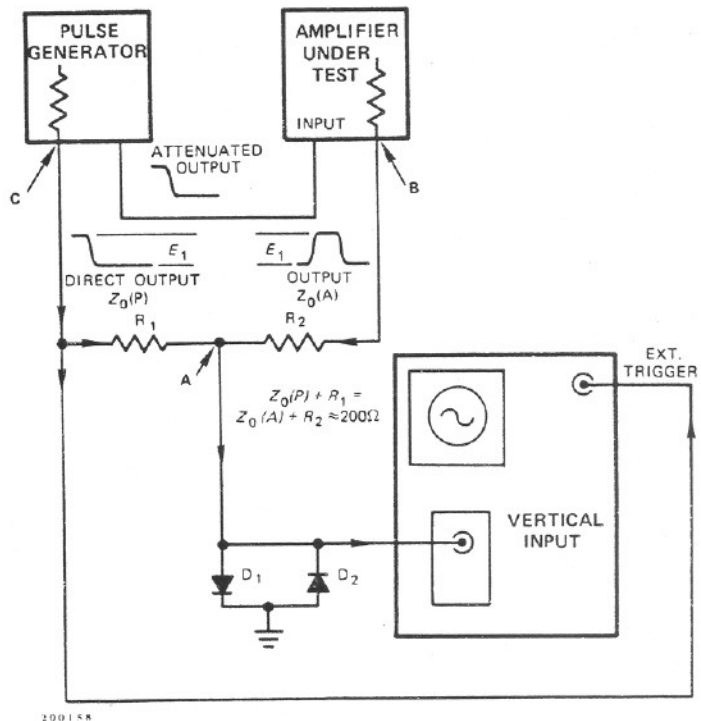 PULSE
GENERATOR
AMPLIFIER
UNDER
TEST
INPUT
ATTENUATED
OUTPUT
C
B
E₁
DIRECT OUTPUT
Z₀(P)
E₁
OUTPUT
Z₀(A)
R₁
R₂
A
Z₀(P) + R₁ =
Z₀(A) + R₂ ≈ 200Ω
EXT.
TRIGGER
VERTICAL
INPUT
D₁
D₂
200158